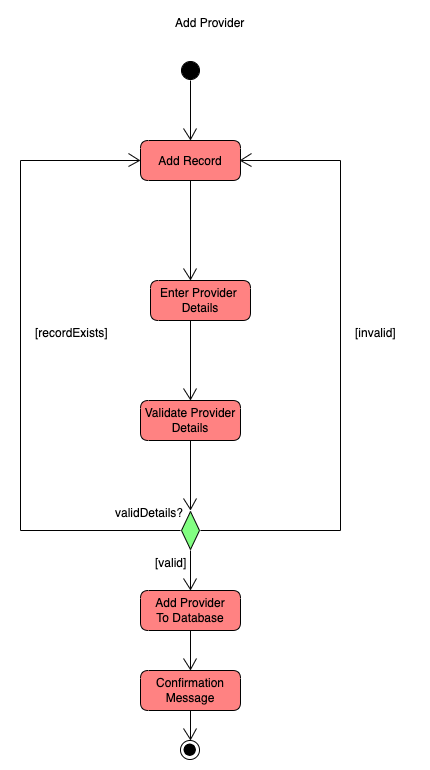 Add Provider
Add Record
Enter Provider
Details
[recordExists]
[invalid]
Validate Provider
Details
validDetails?
[valid]
Add Provider
To Database
Confirmation
Message